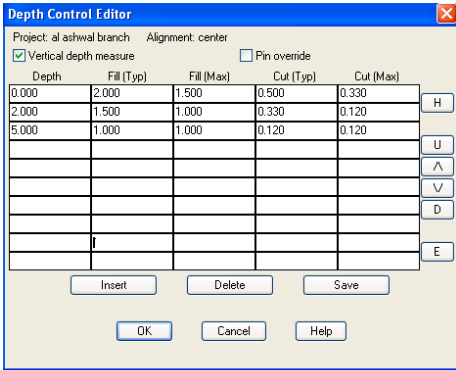 Depth Control Editor
Project: al ashwal branch Alignment: center
Vertical depth measure Pin override
Depth Fill (Typ) Fill (Max) Cut (Typ) Cut (Max)
0.000 2.000 1.500 0.500 0.330
H
2.000 1.500 1.000 0.330 0.120
5.000 1.000 1.000 0.120 0.120
U
/\
\/
D
E
Insert Delete Save
OK Cancel Help